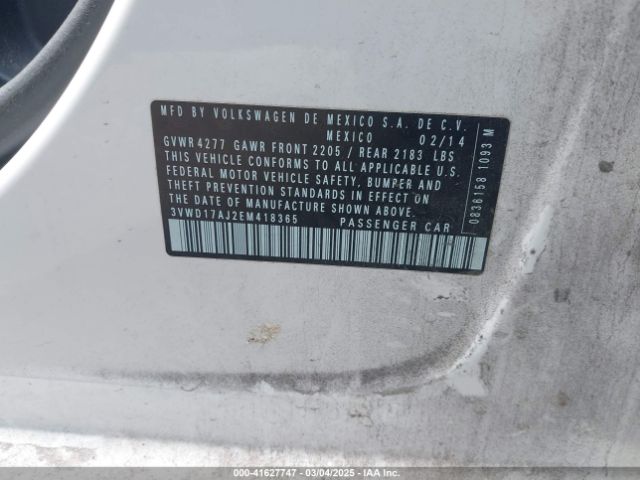 MFD BY VOLKSWAGEN DE MEXICO S.A. DE C.V.
MEXICO 02/14
GVWR 4277 GAWR FRONT 2205 / REAR 2183 LBS
THIS VEHICLE CONFORMS TO ALL APPLICABLE U.S.
FEDERAL MOTOR VEHICLE SAFETY, BUMPER AND
THEFT PREVENTION STANDARDS IN EFFECT ON
THE DATE OF MANUFACTURE SHOWN ABOVE.
3VWD17AJ2EM418365 PASSENGER CAR
08361158 1093 M
00-41627747 - 03/04/2025 - IAA Inc.